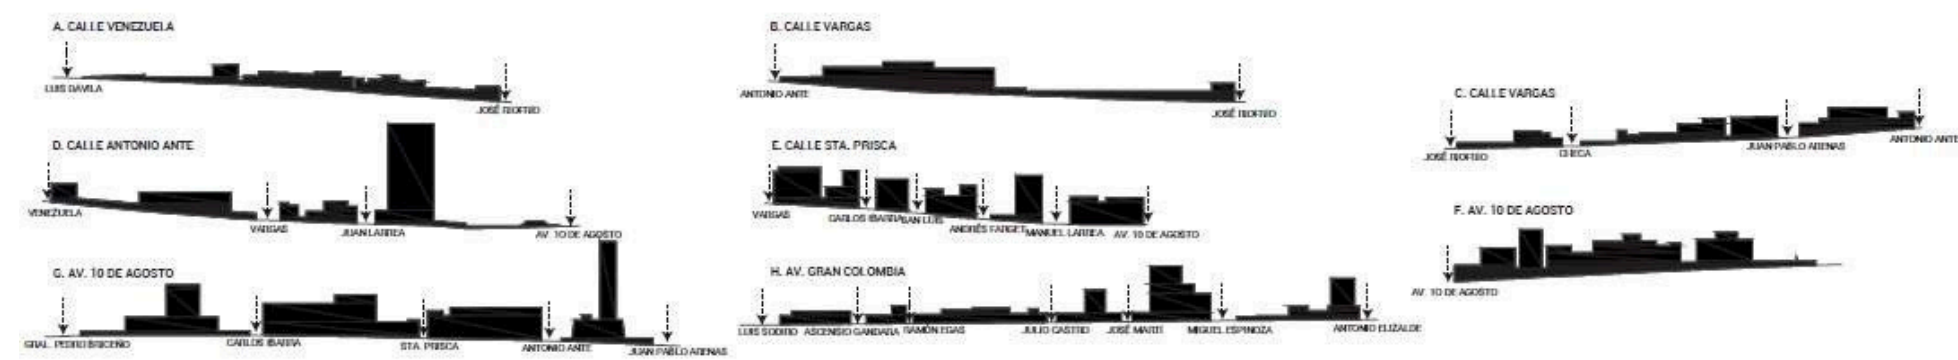 A. CALLE VENEZUELA
LUIS DAVILA
JOSÉ RIOFRIO
B. CALLE VARGAS
ANTONIO ANTE
JOSÉ RIOFRIO
C. CALLE VARGAS
JOSÉ RIOFRIO
CHECA
JUAN PABLO ARENAS
ANTONIO ANTE
D. CALLE ANTONIO ANTE
VENEZUELA
VARGAS
JUAN LARREA
AV. 10 DE AGOSTO
E. CALLE STA. PRISCA
VARGAS
CARLOS IBARRA
SAN LUIS
ANDRÉS FARGET
MANUEL LARREA
AV. 10 DE AGOSTO
F. AV. 10 DE AGOSTO
AV. 10 DE AGOSTO
G. AV. 10 DE AGOSTO
GRAL. PEDRO BRICEÑO
CARLOS IBARRA
STA. PRISCA
ANTONIO ANTE
JUAN PABLO ARENAS
H. AV. GRAN COLOMBIA
LUIS SODIRO
ASCENSIO GANDARA
RAMÓN EGAS
JULIO CASTRO
JOSÉ MARTÍ
MIGUEL ESPINOZA
ANTONIO ELIZALDE